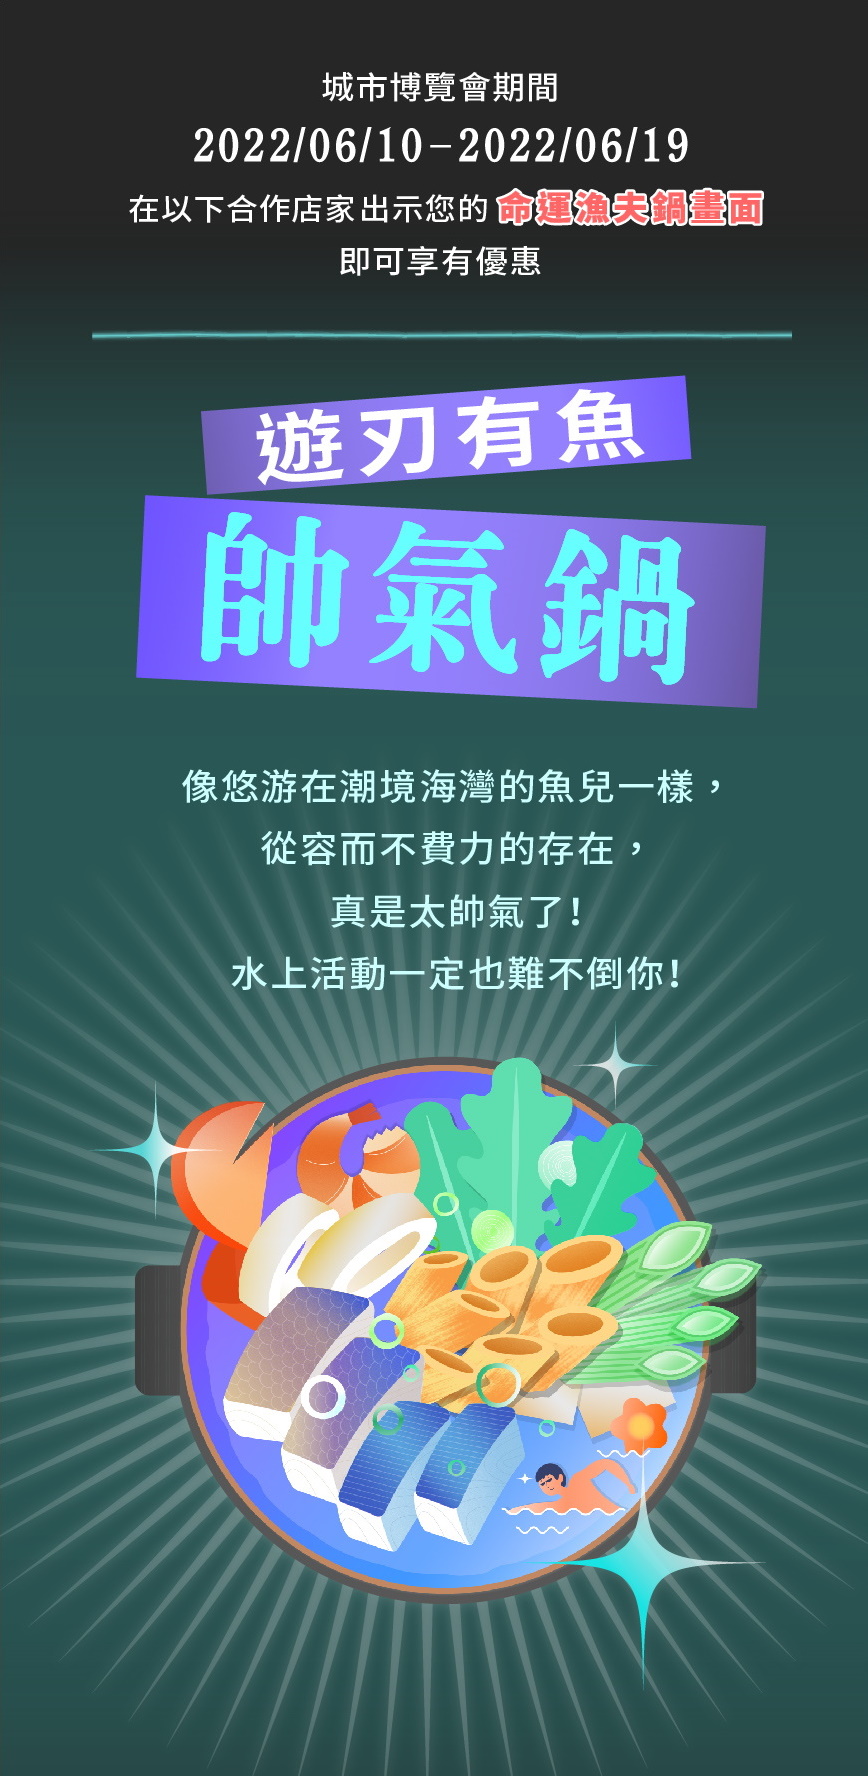 城市博覽會期間
2022/06/10-2022/06/19
在以下合作店家出示您的 命運漁夫鍋畫面
即可享有優惠
遊刃有魚
帥氣鍋
像悠游在潮境海灣的魚兒一樣，
從容而不費力的存在，
真是太帥氣了！
水上活動一定也難不倒你！